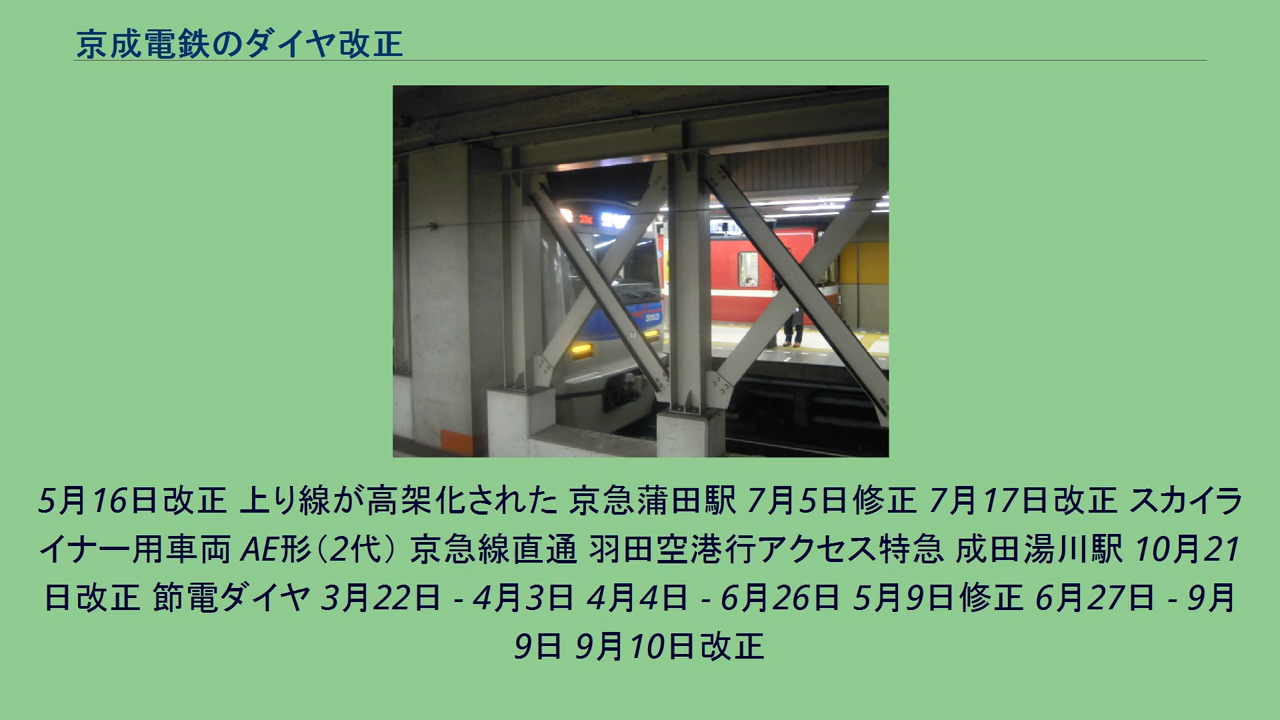 京成電鉄のダイヤ改正
5月16日改正 上り線が高架化された 京急蒲田駅 7月5日修正 7月17日改正 スカイラ
イナー用車両 AE形（2代） 京急線直通 羽田空港行アクセス特急 成田湯川駅 10月21
日改正 節電ダイヤ 3月22日 - 4月3日 4月4日 - 6月26日 5月9日修正 6月27日 - 9月
9日 9月10日改正